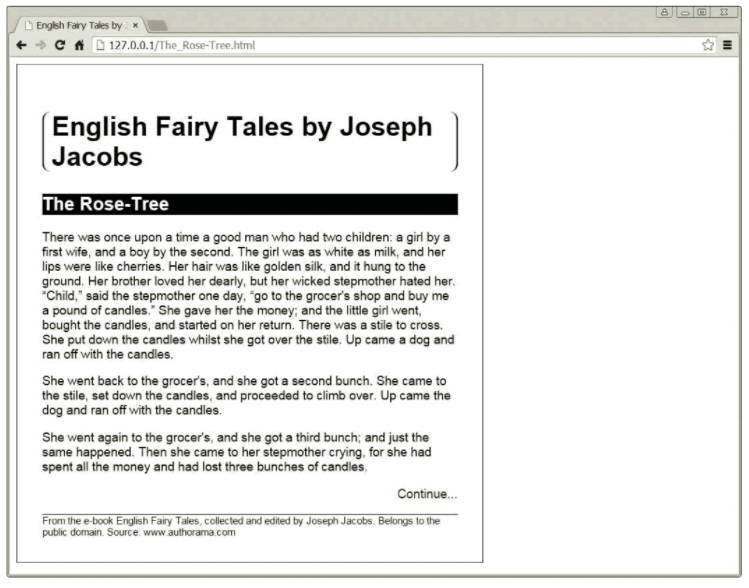 English Fairy Tales by J
127.0.0.1/The_Rose-Tree.html
English Fairy Tales by Joseph
Jacobs
The Rose-Tree
There was once upon a time a good man who had two children: a girl by a
first wife, and a boy by the second. The girl was as white as milk, and her
lips were like cherries. Her hair was like golden silk, and it hung to the
ground. Her brother loved her dearly, but her wicked stepmother hated her.
“Child,” said the stepmother one day, “go to the grocer's shop and buy me
a pound of candles.” She gave her the money; and the little girl went,
bought the candles, and started on her return. There was a stile to cross.
She put down the candles whilst she got over the stile. Up came a dog and
ran off with the candles.
She went back to the grocer's, and she got a second bunch. She came to
the stile, set down the candles, and proceeded to climb over. Up came the
dog and ran off with the candles.
She went again to the grocer's, and she got a third bunch; and just the
same happened. Then she came to her stepmother crying, for she had
spent all the money and had lost three bunches of candles.
Continue...
From the e-book English Fairy Tales, collected and edited by Joseph Jacobs. Belongs to the
public domain. Source: www.authorama.com